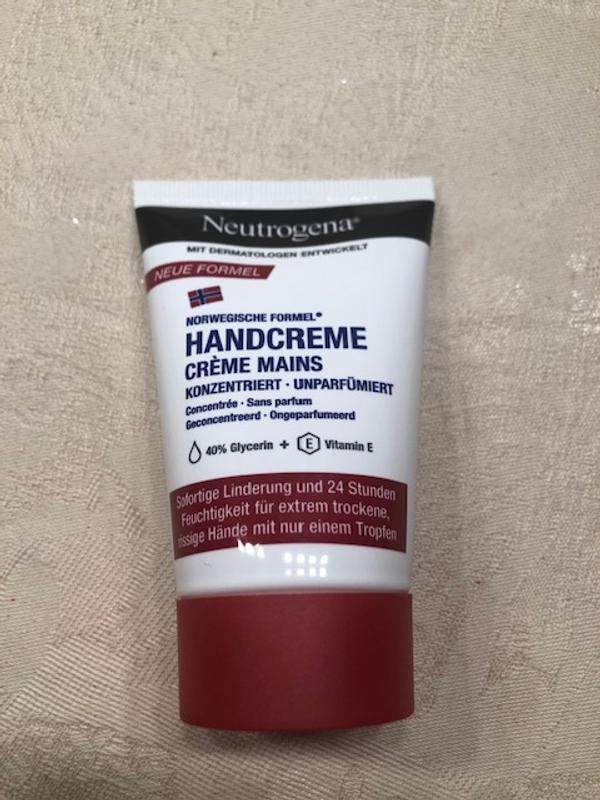 Neutrogena®
MIT DERMATOLOGEN ENTWICKELT
NEUE FORMEL
NORWEGISCHE FORMEL®
HANDCREME
CRÈME MAINS
KONZENTRIERT · UNPARFÜMIERT
Concentrée · Sans parfum
Geconcentreerd · Ongeparfumeerd
40% Glycerin + E Vitamin E
Sofortige Linderung und 24 Stunden
Feuchtigkeit für extrem trockene,
rissige Hände mit nur einem Tropfen